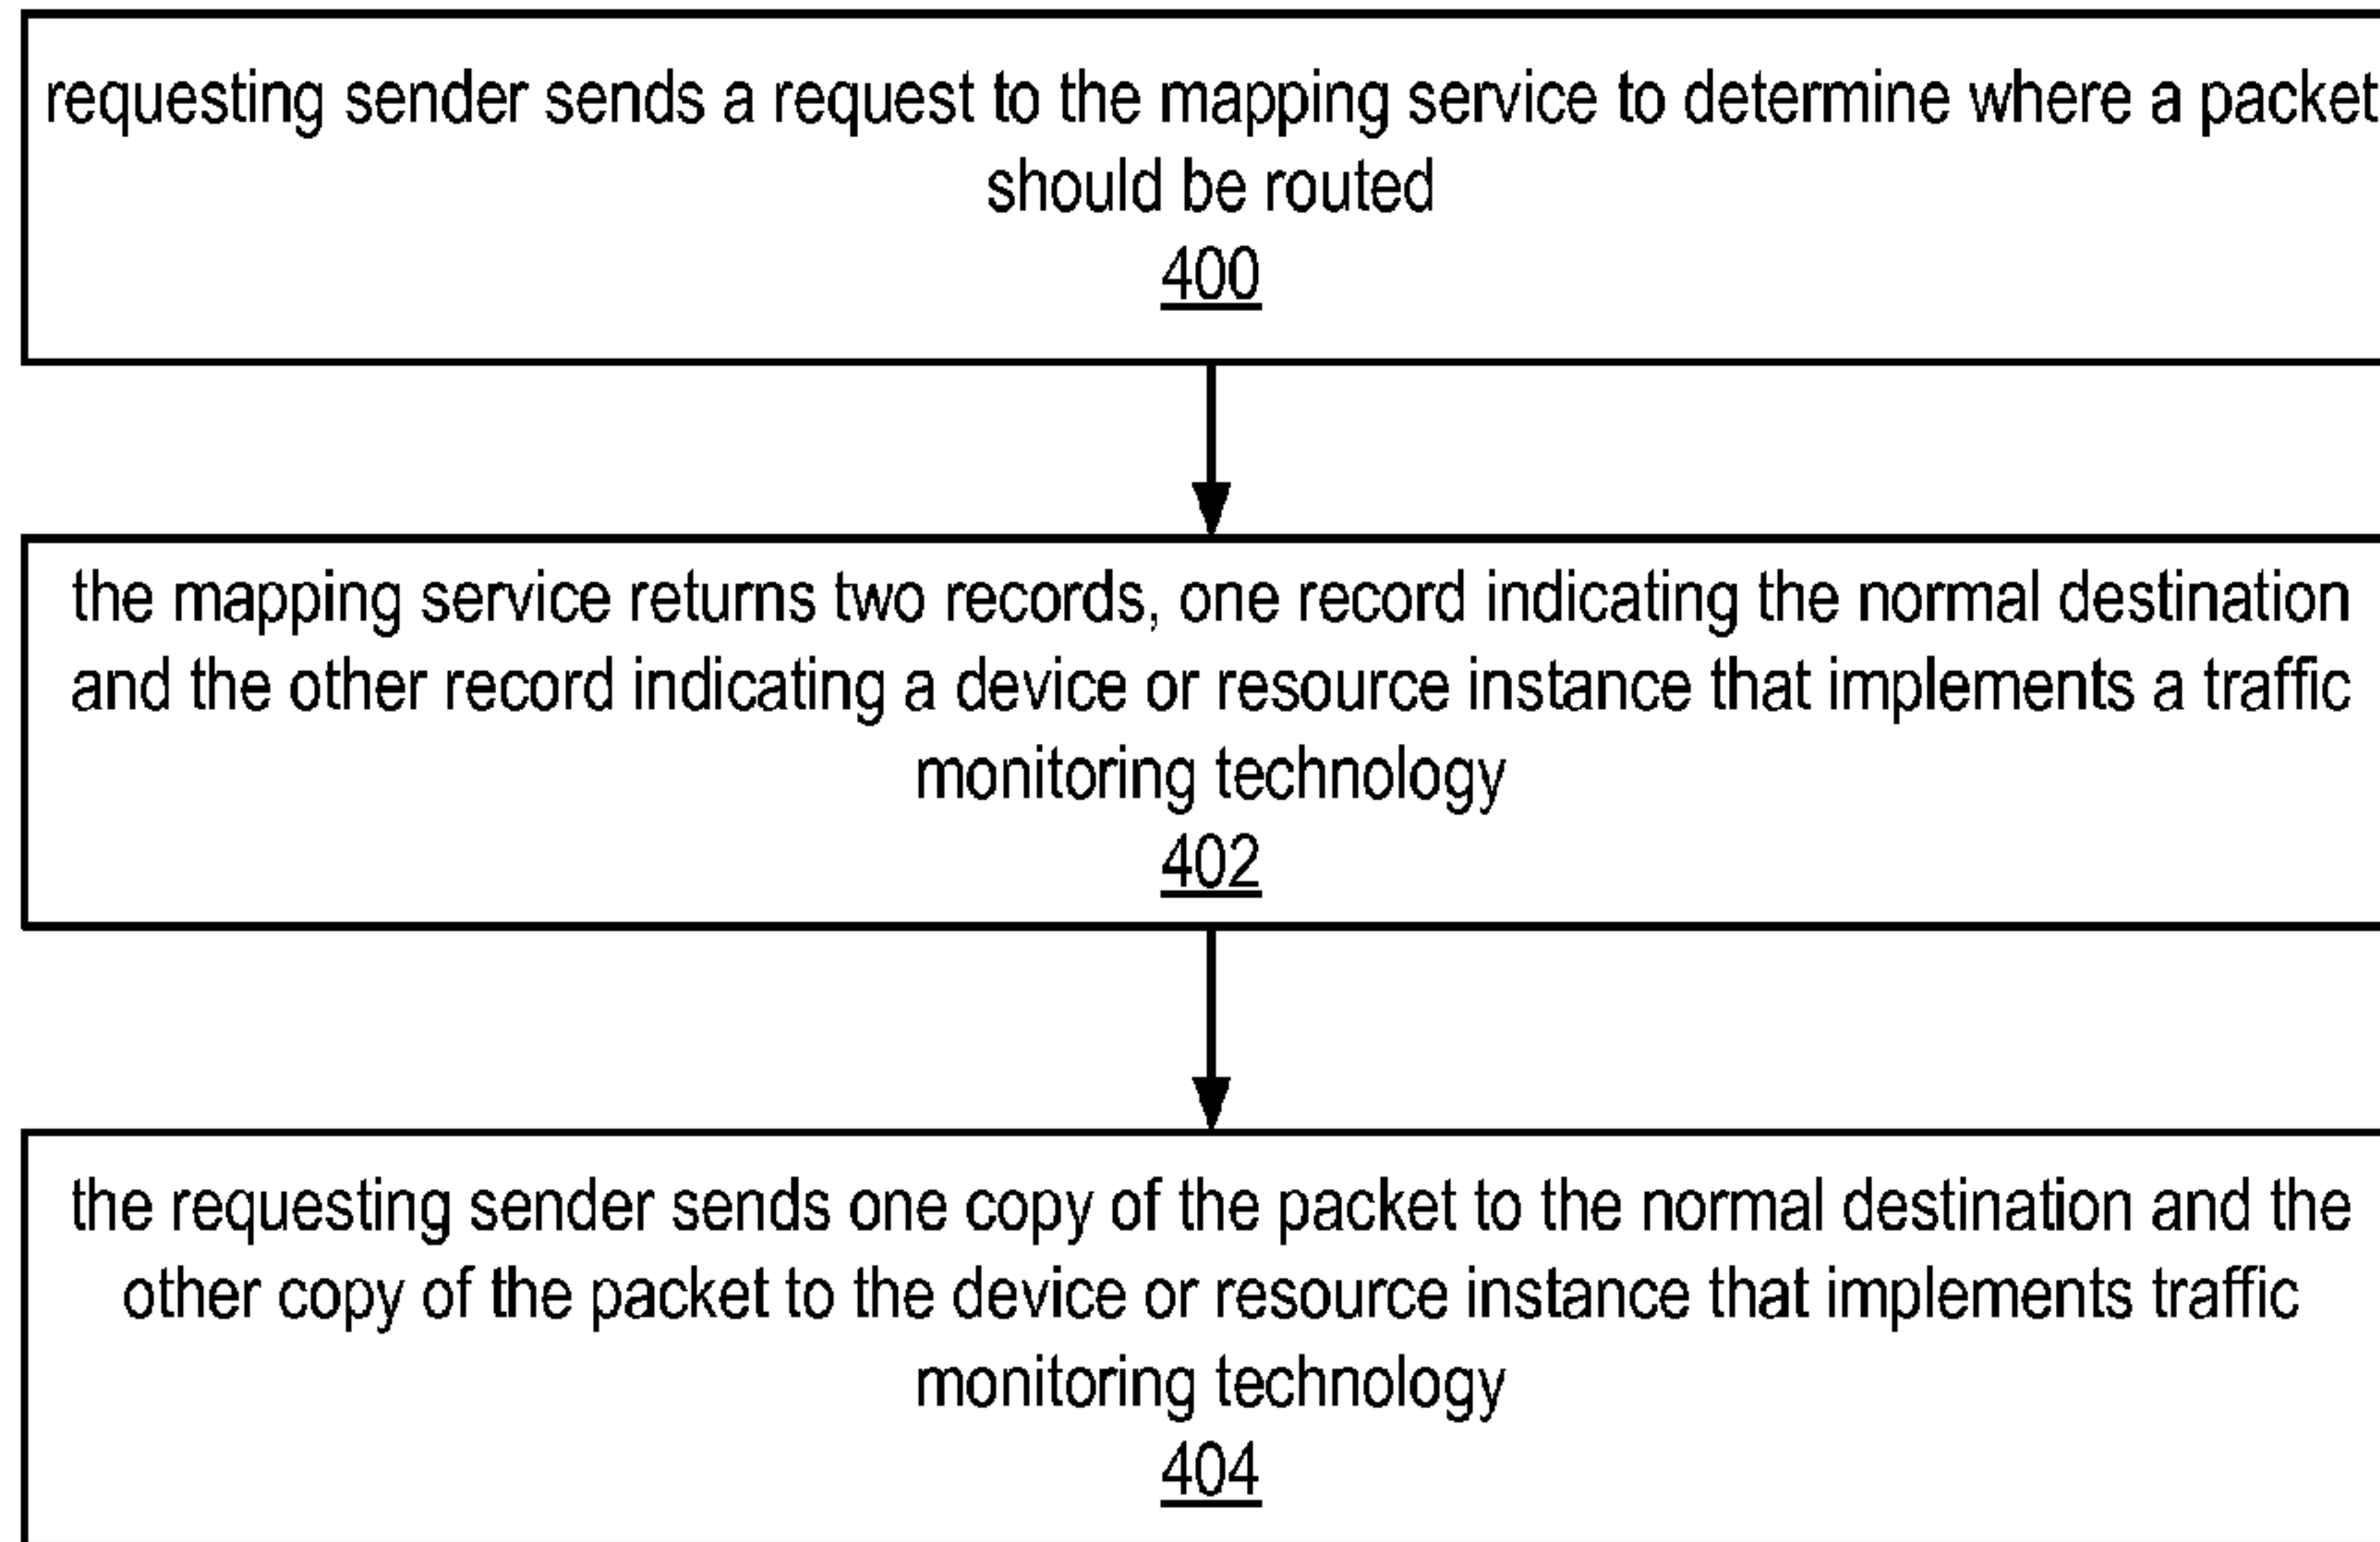 requesting sender sends a request to the mapping service to determine where a packet
should be routed
400
the mapping service returns two records, one record indicating the normal destination
and the other record indicating a device or resource instance that implements a traffic
monitoring technology
402
the requesting sender sends one copy of the packet to the normal destination and the
other copy of the packet to the device or resource instance that implements traffic
monitoring technology
404